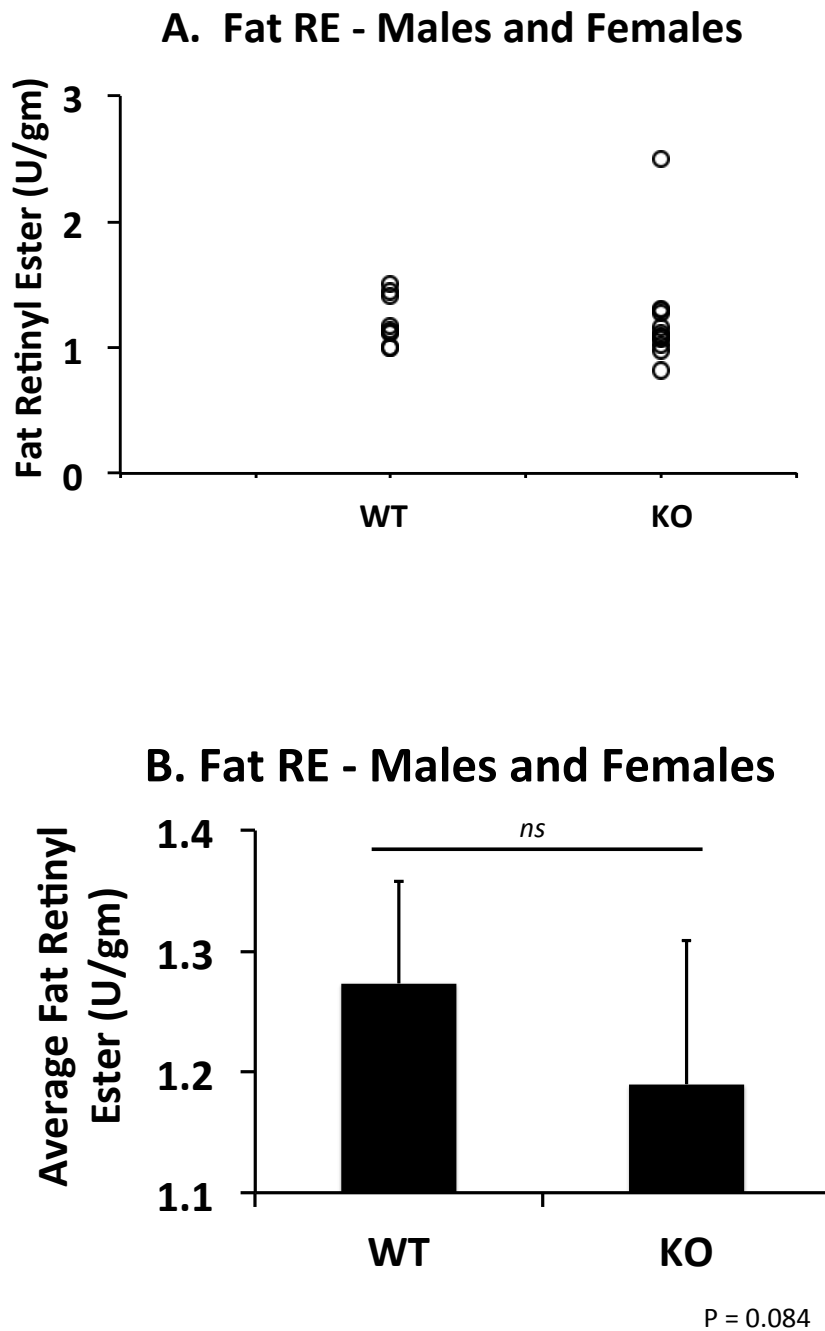 A. Fat RE - Males and Females
Fat Retinyl Ester (U/gm)
3
2
1
0
WT KO
B. Fat RE - Males and Females
Average Fat Retinyl
Ester (U/gm)
ns
1.4
1.3
1.2
1.1
WT KO
P = 0.084